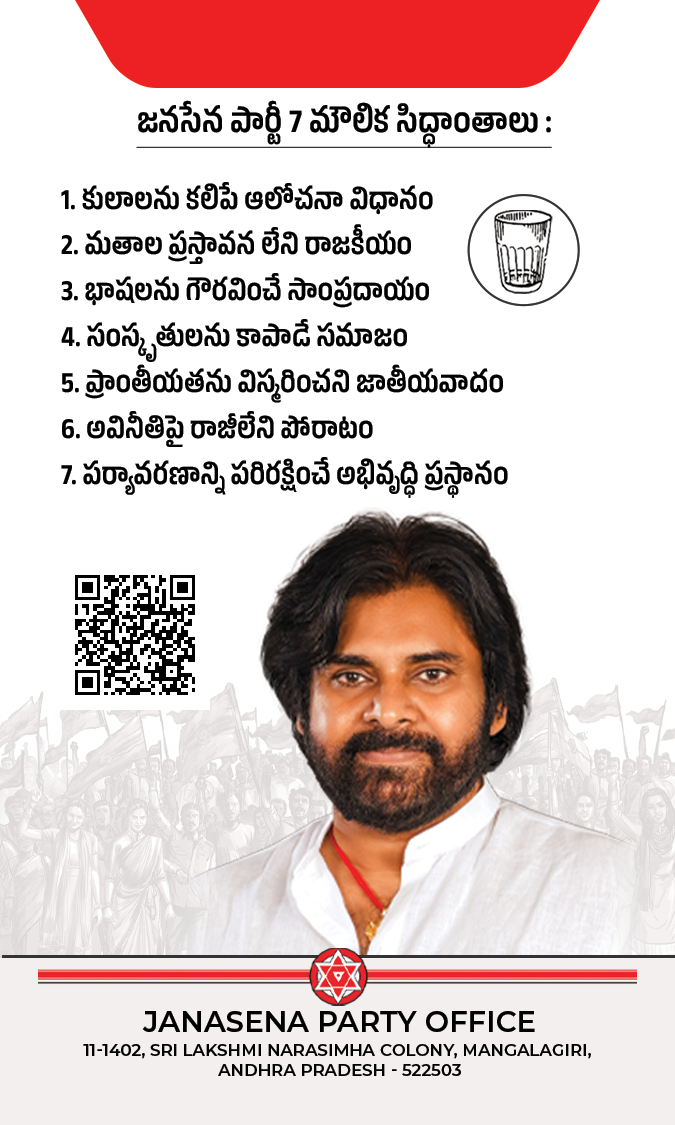 జనసేన పార్టీ 7 మౌలిక సిద్ధాంతాలు :
1. కులాలను కలిపే ఆలోచనా విధానం
2. మతాల ప్రస్తావన లేని రాజకీయం
3. భాషలను గౌరవించే సాంప్రదాయం
4. సంస్కృతులను కాపాడే సమాజం
5. ప్రాంతీయతను విస్మరించని జాతీయవాదం
6. అవినీతిపై రాజీలేని పోరాటం
7. పర్యావరణాన్ని పరిరక్షించే అభివృద్ధి ప్రస్థానం
JANASENA PARTY OFFICE
11-1402, SRI LAKSHMI NARASIMHA COLONY, MANGALAGIRI,
ANDHRA PRADESH - 522503